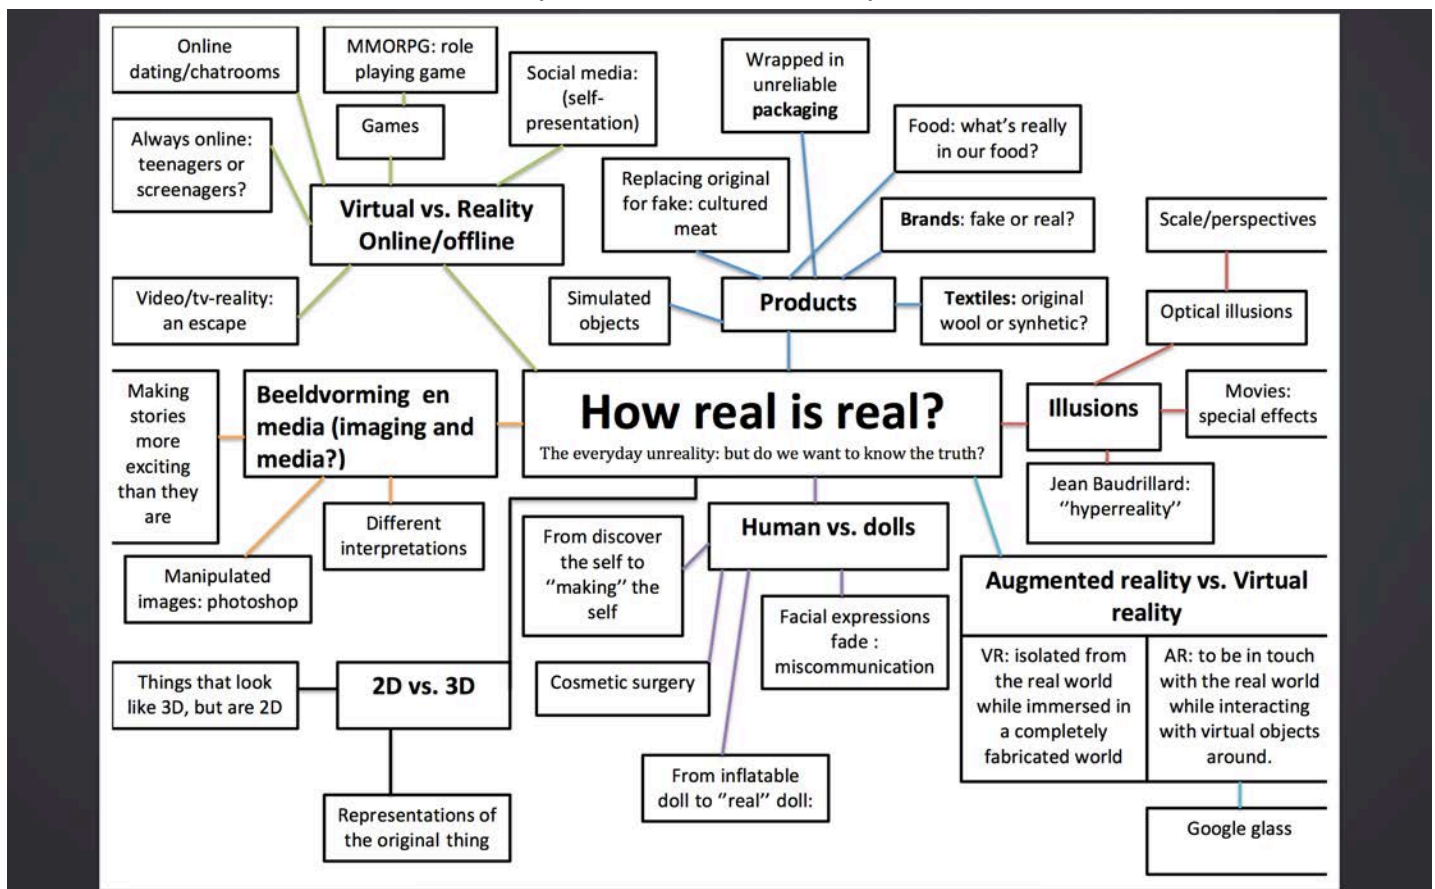 Online
dating/chatrooms
MMORPG: role
playing game
Social media:
(self-
presentation)
Games
Always online:
teenagers or
screenagers?
Virtual vs. Reality
Online/offline
Video/tv-reality:
an escape
Wrapped in
unreliable
packaging
Food: what's really
in our food?
Replacing original
for fake: cultured
meat
Brands: fake or real?
Simulated
objects
Products
Textiles: original
wool or synhetic?
Scale/perspectives
Optical illusions
Making
stories
more
exciting
than they
are
Beeldvorming en
media (imaging and
media?)
How real is real?
The everyday unreality: but do we want to know the truth?
Illusions
Movies:
special effects
Jean Baudrillard:
‘‘hyperreality’’
Different
interpretations
Manipulated
images: photoshop
From discover
the self to
‘‘making’’ the
self
Human vs. dolls
Facial expressions
fade :
miscommunication
Cosmetic surgery
From inflatable
doll to ‘‘real’’ doll:
Augmented reality vs. Virtual
reality
VR: isolated from
the real world
while immersed in
a completely
fabricated world
AR: to be in touch
with the real world
while interacting
with virtual objects
around.
Google glass
Things that look
like 3D, but are 2D
2D vs. 3D
Representations of
the original thing